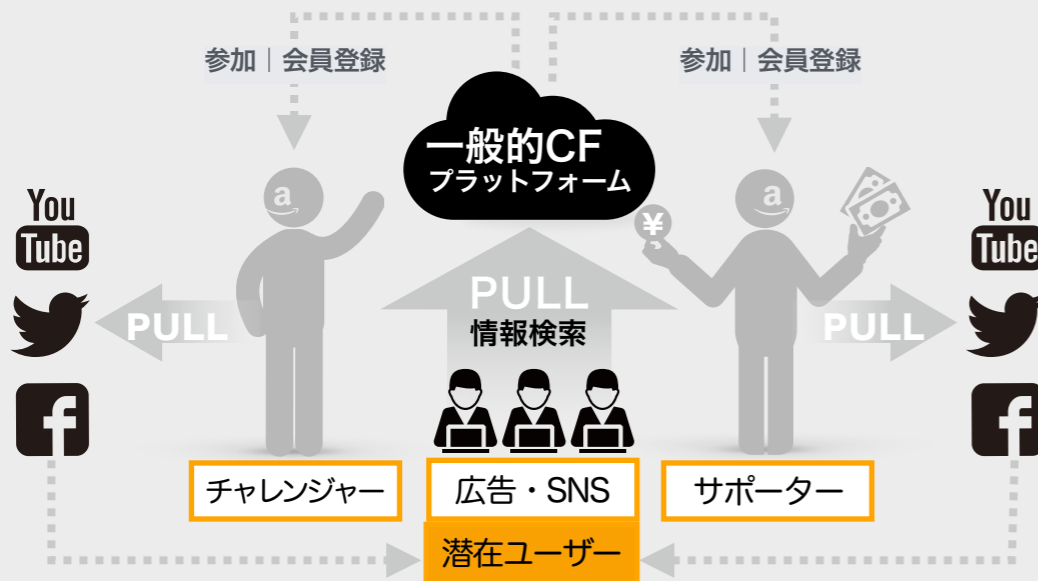 参加｜会員登録
参加｜会員登録
一般的CF
プラットフォーム
a
a
You
Tube
¥
You
Tube
PULL
情報検索
PULL
PULL
f
f
チャレンジャー
広告・SNS
サポーター
潜在ユーザー